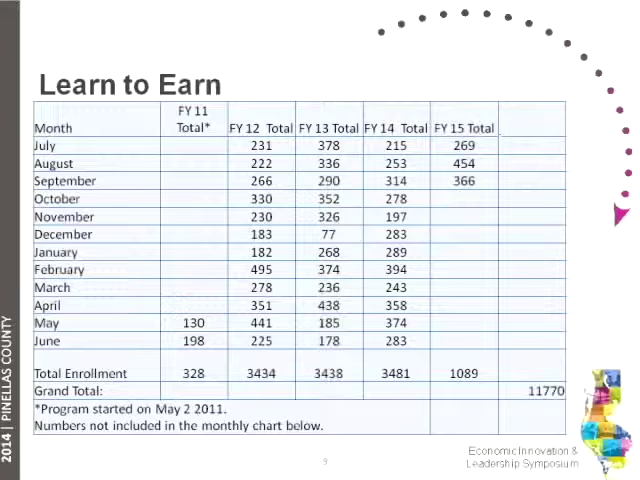 Learn to Earn
FY 11
Month Total* FY 12 Total FY 13 Total FY 14 Total FY 15 Total
July 231 378 215 269
August 222 336 253 454
September 266 290 314 366
October 330 352 278
November 230 326 197
December 183 77 283
January 182 268 289
February 495 374 394
March 278 236 243
April 351 438 358
May 130 441 185 374
June 198 225 178 283
Total Enrollment 328 3434 3438 3481 1089
Grand Total: 11770
*Program started on May 2 2011.
Numbers not included in the monthly chart below.
2014 | PINELLAS COUNTY
9
Economic Innovation &
Leadership Symposium